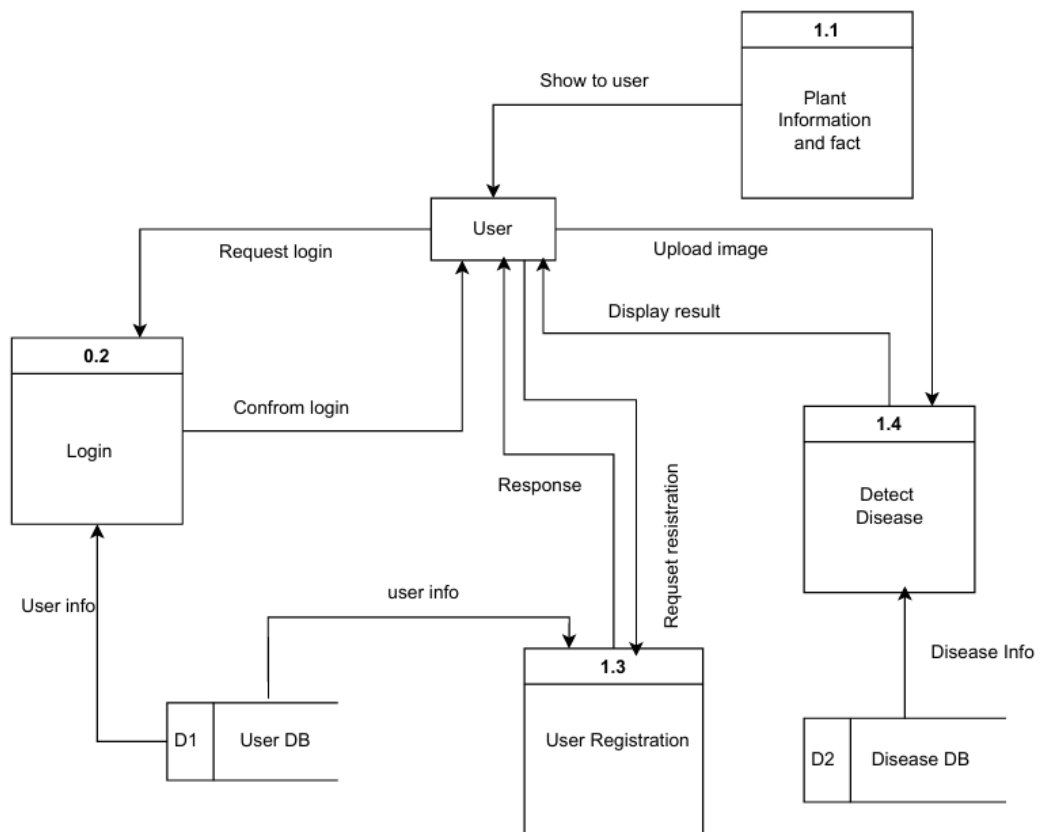 1.1
Show to user
Plant
Information
and fact
User
Request login
Upload image
Display result
0.2
Confrom login
Login
1.4
Response
Detect
Disease
Requset resistration
User info
user info
1.3
Disease Info
D1
User DB
User Registration
D2
Disease DB